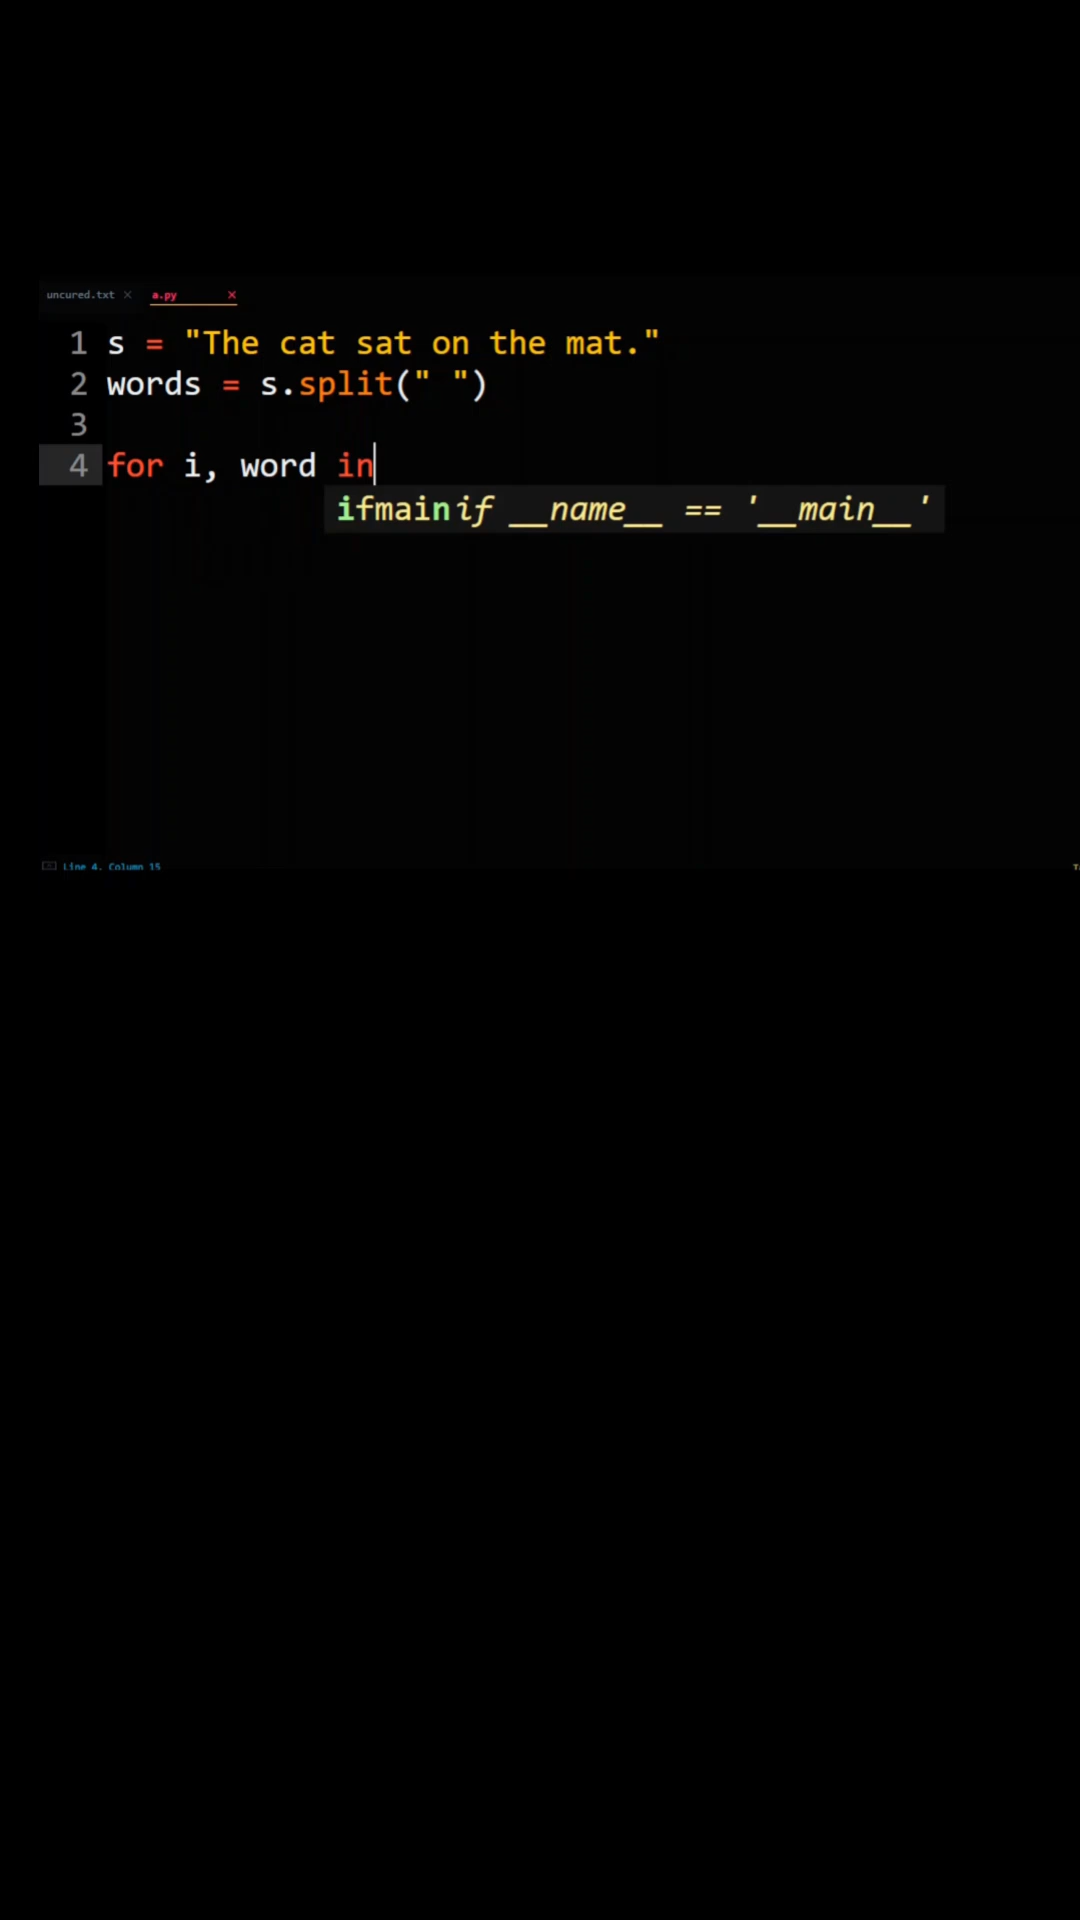 uncured.txt × a.py ×
1 s = "The cat sat on the mat."
2 words = s.split(" ")
3
4 for i, word in
ifmain if __name__ == '__main__'
Line 4, Column 15